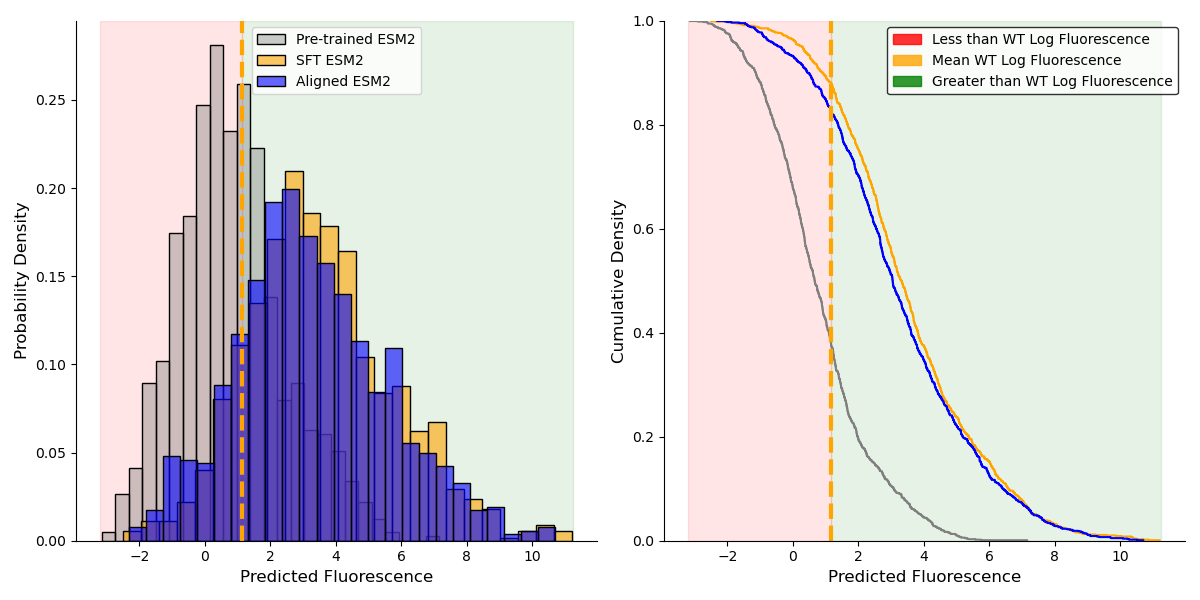 Probability Density
0.25
0.20
0.15
0.10
0.05
0.00
Pre-trained ESM2
SFT ESM2
Aligned ESM2
−2 0 2 4 6 8 10
Predicted Fluorescence
Cumulative Density
1.0
0.8
0.6
0.4
0.2
0.0
Less than WT Log Fluorescence
Mean WT Log Fluorescence
Greater than WT Log Fluorescence
−2 0 2 4 6 8 10
Predicted Fluorescence